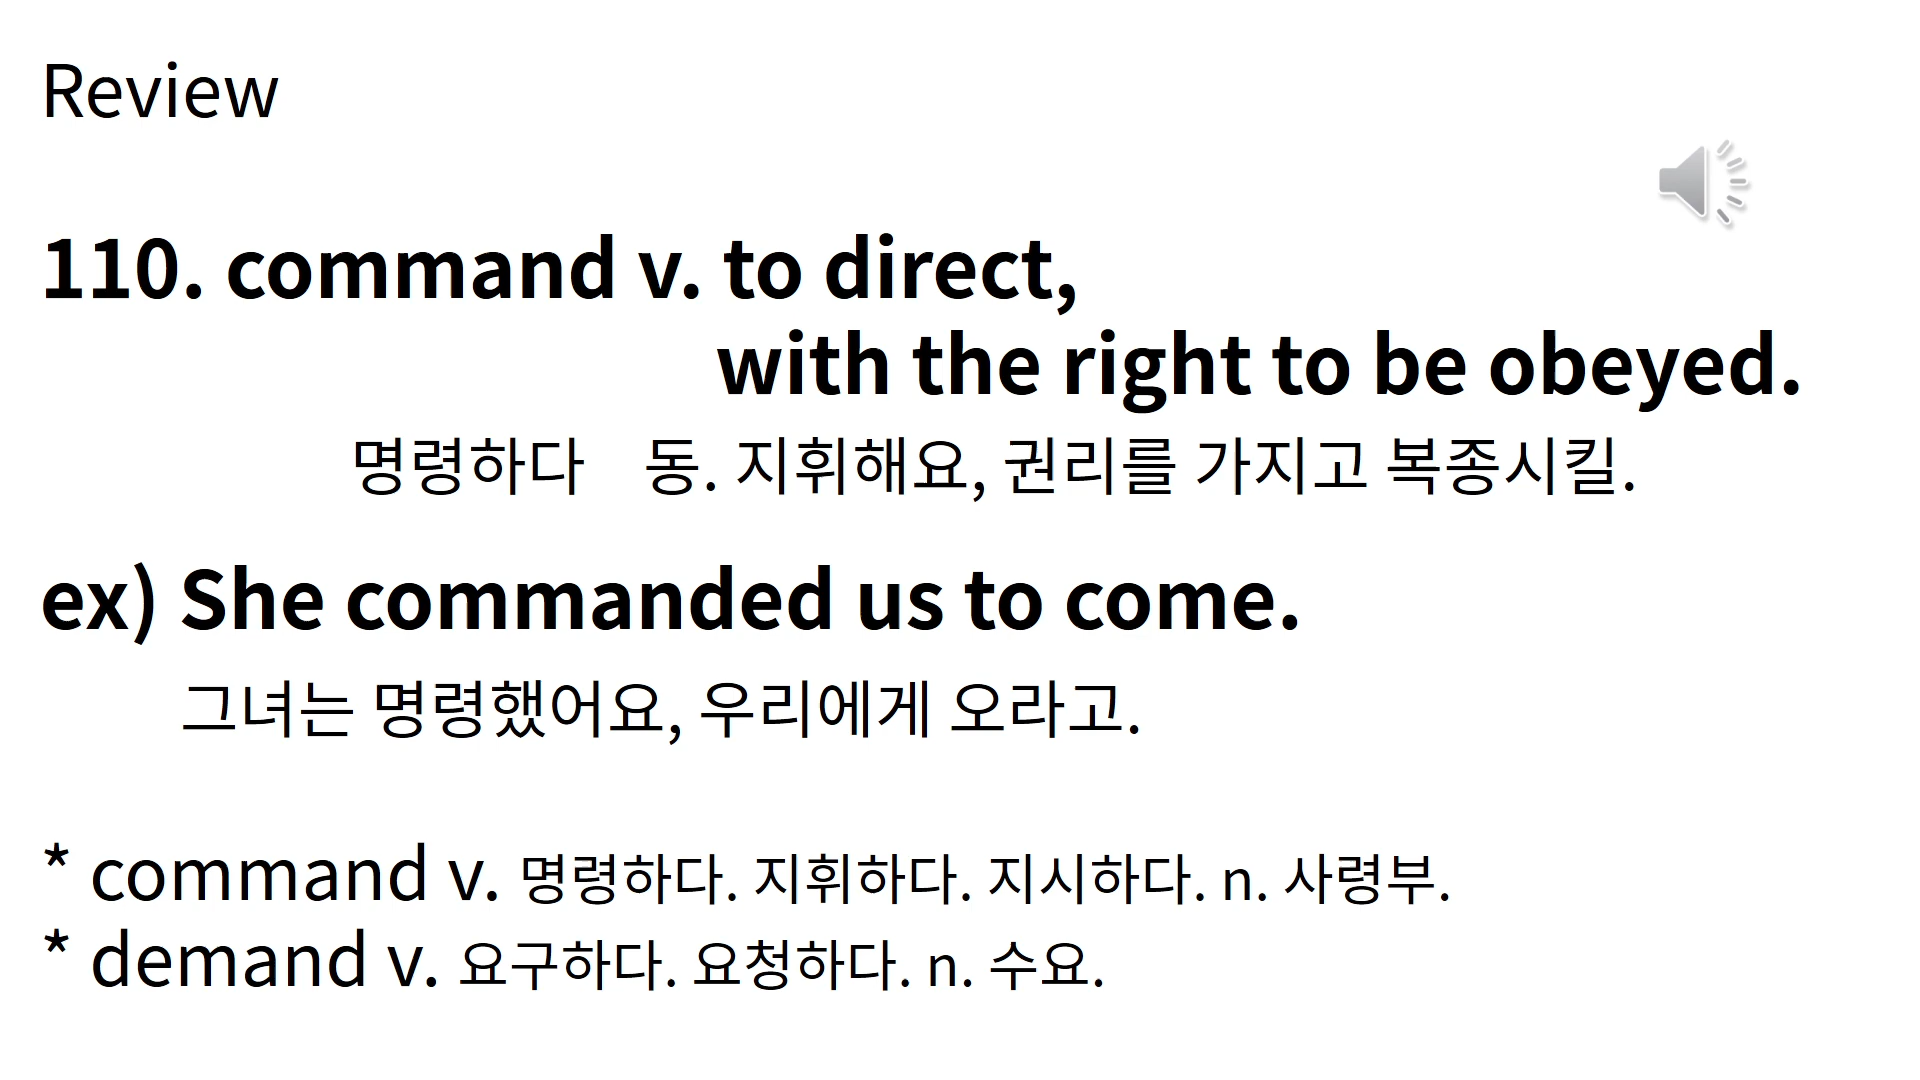 Review
110. command v. to direct,
with the right to be obeyed.
명령하다 동. 지휘해요, 권리를 가지고 복종시킬.
ex) She commanded us to come.
그녀는 명령했어요, 우리에게 오라고.
* command v. 명령하다. 지휘하다. 지시하다. n. 사령부.
* demand v. 요구하다. 요청하다. n. 수요.